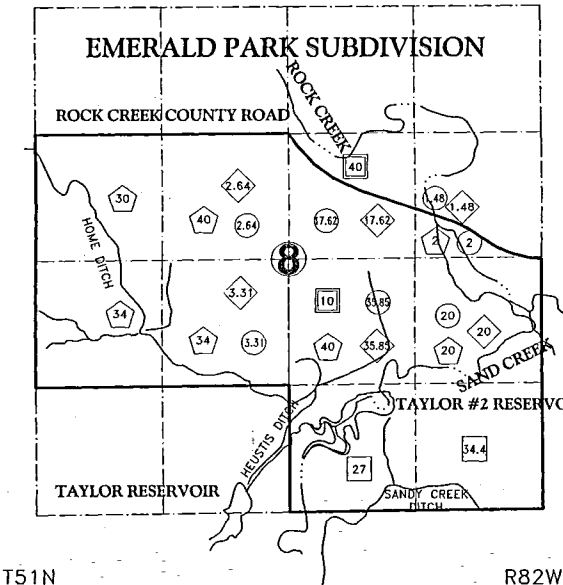 EMERALD PARK SUBDIVISION
ROCK CREEK COUNTY ROAD
ROCK CREEK
40
30
2.64
1.48
1.48
40
2.64
17.62
17.62
2
2
HOME DITCH
8
3.31
10
35.85
20
34
34
3.31
40
35.85
20
20
SAND CREEK
TAYLOR #2 RESERVO
HEUSTIS DITCH
34.4
27
TAYLOR RESERVOIR
SANDY CREEK
DITCH
T51N
R82W